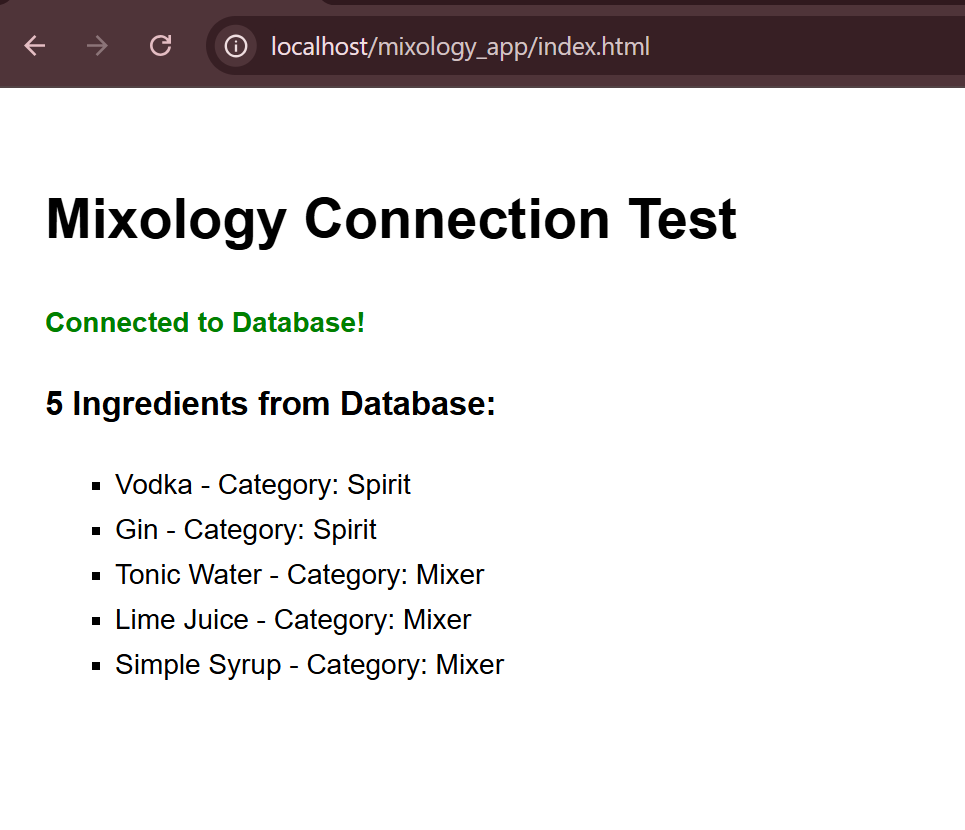 localhost/mixology_app/index.html
Mixology Connection Test
Connected to Database!
5 Ingredients from Database:
Vodka - Category: Spirit
Gin - Category: Spirit
Tonic Water - Category: Mixer
Lime Juice - Category: Mixer
Simple Syrup - Category: Mixer